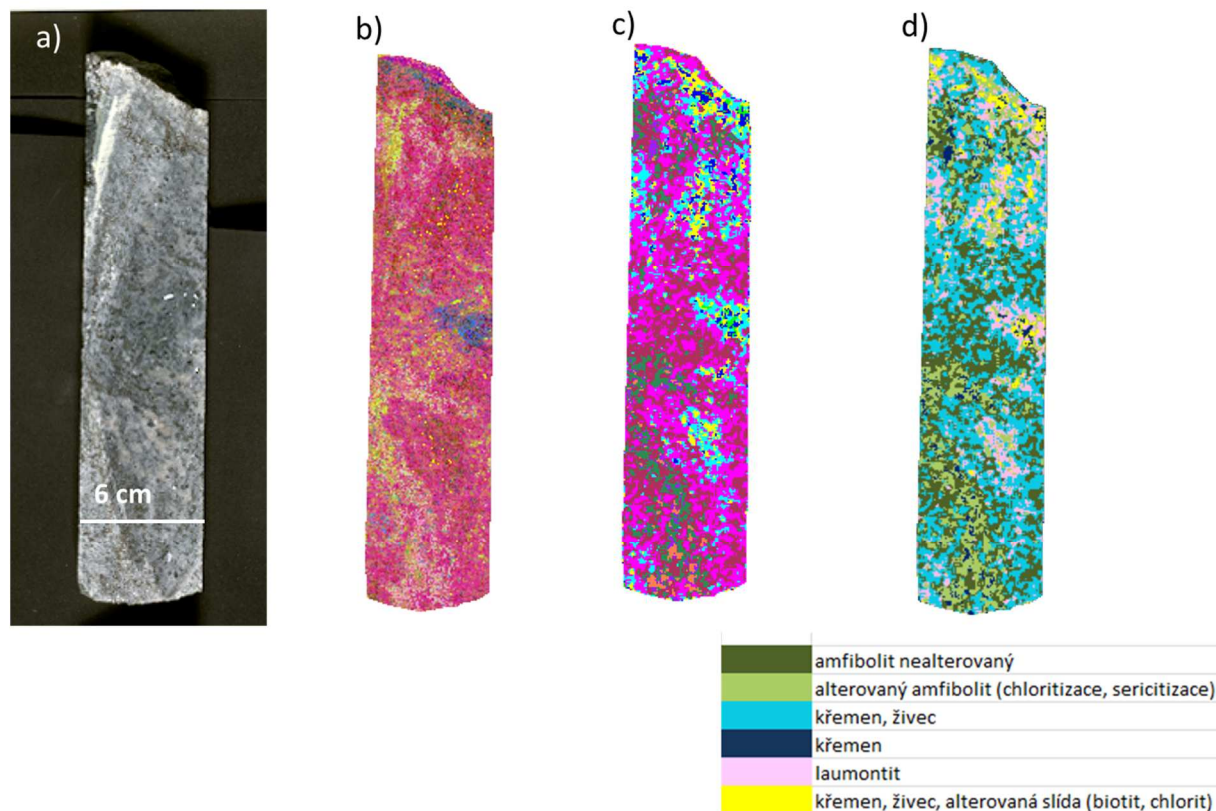 a)
b)
c)
d)
6 cm
amfibolit nealterovaný
alterovaný amfibolit (chloritizace, sericitizace)
křemen, živec
křemen
laumontit
křemen, živec, alterovaná slída (biotit, chlorit)